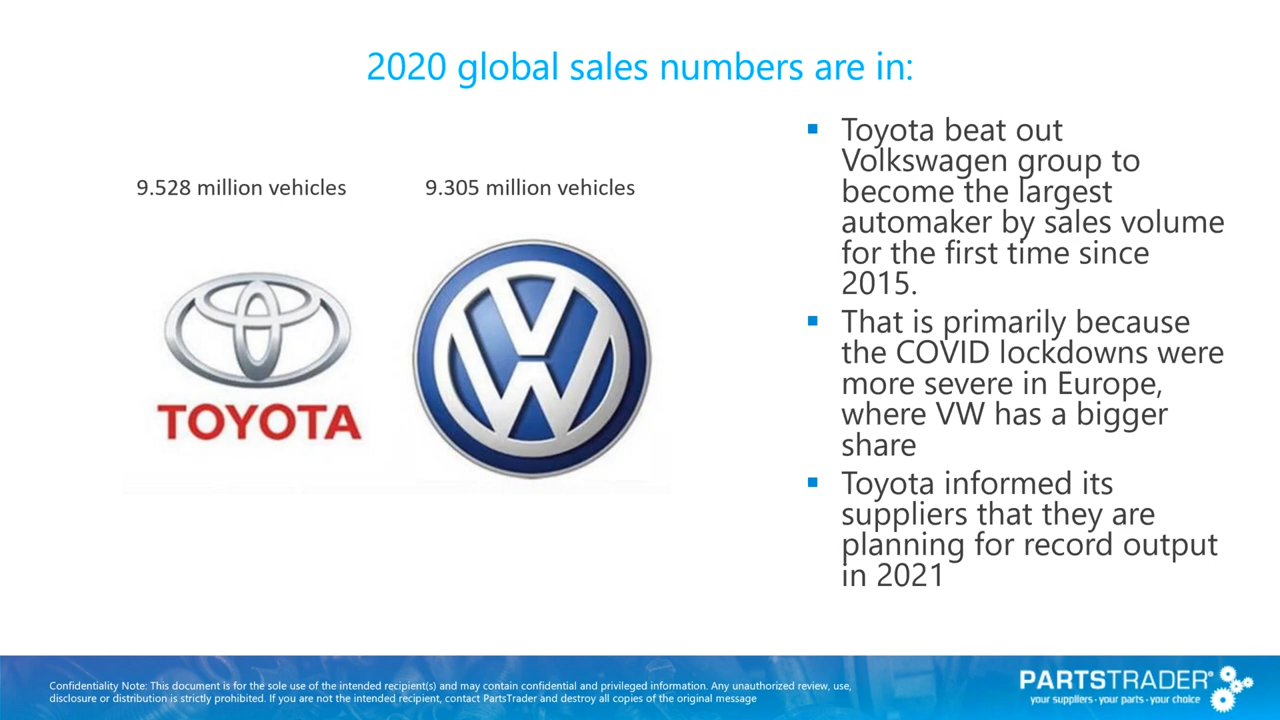 2020 global sales numbers are in:
9.528 million vehicles
9.305 million vehicles
TOYOTA
VW
▪ Toyota beat out
Volkswagen group to
become the largest
automaker by sales volume
for the first time since
2015.
▪ That is primarily because
the COVID lockdowns were
more severe in Europe,
where VW has a bigger
share
▪ Toyota informed its
suppliers that they are
planning for record output
in 2021
Confidentiality Note: This document is for the sole use of the intended recipient(s) and may contain confidential and privileged information. Any unauthorized review, use,
disclosure or distribution is strictly prohibited. If you are not the intended recipient, contact PartsTrader and destroy all copies of the original message
PARTSTRADER®
your suppliers · your parts · your choice